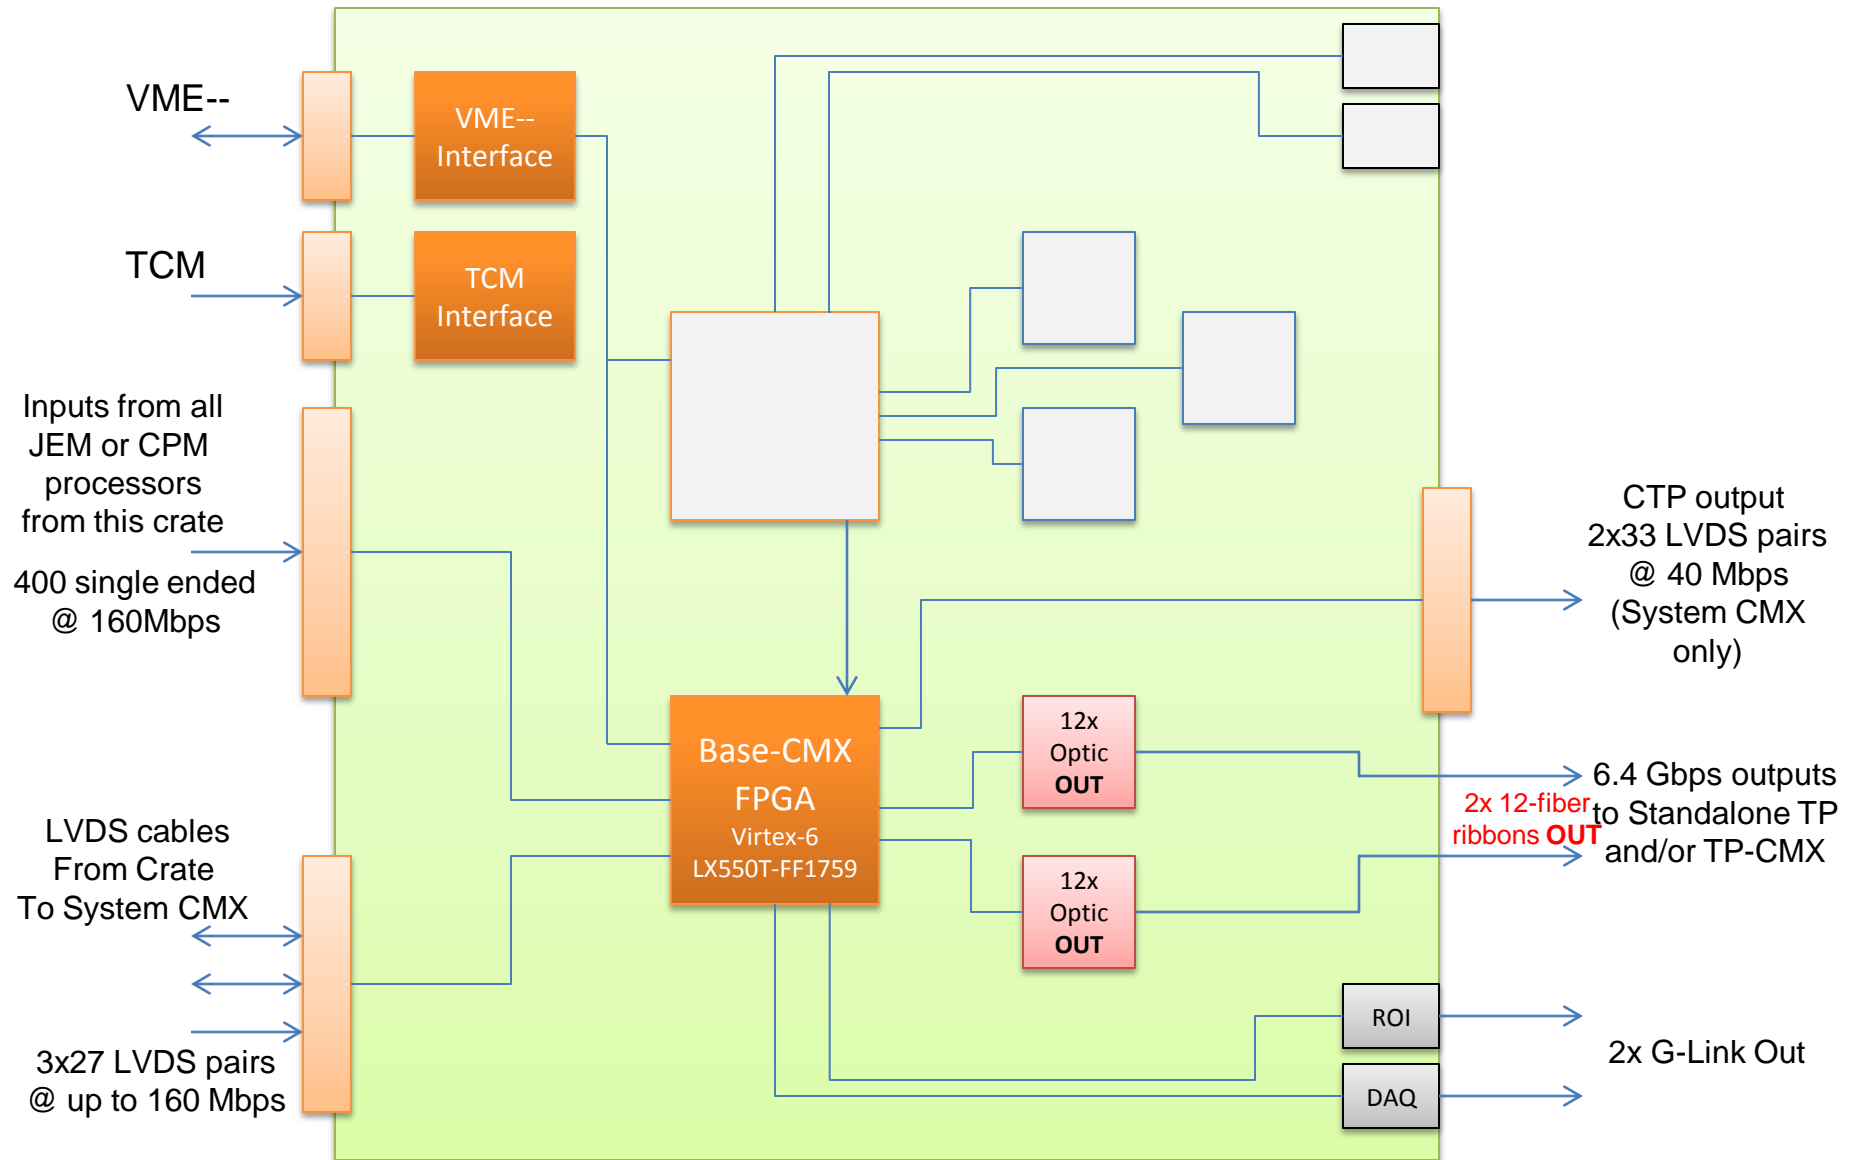 VME--
VME--
Interface
TCM
TCM
Interface
Inputs from all
JEM or CPM
processors
from this crate
400 single ended
@ 160Mbps
LVDS cables
From Crate
To System CMX
3x27 LVDS pairs
@ up to 160 Mbps
Base-CMX
FPGA
Virtex-6
LX550T-FF1759
12x
Optic
OUT
12x
Optic
OUT
CTP output
2x33 LVDS pairs
@ 40 Mbps
(System CMX
only)
6.4 Gbps outputs
to Standalone TP
and/or TP-CMX
2x 12-fiber
ribbons OUT
ROI
DAQ
2x G-Link Out